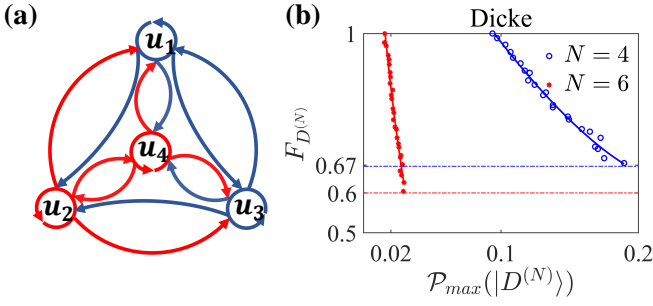 (a)
u₁
u₄
u₂
u₃
(b)
Dicke
N = 4
N = 6
1
0.67
0.6
0.5
F_{D^{(N)}}
0.02
0.1
0.2
𝒫_{max}(|D^{(N)}⟩)